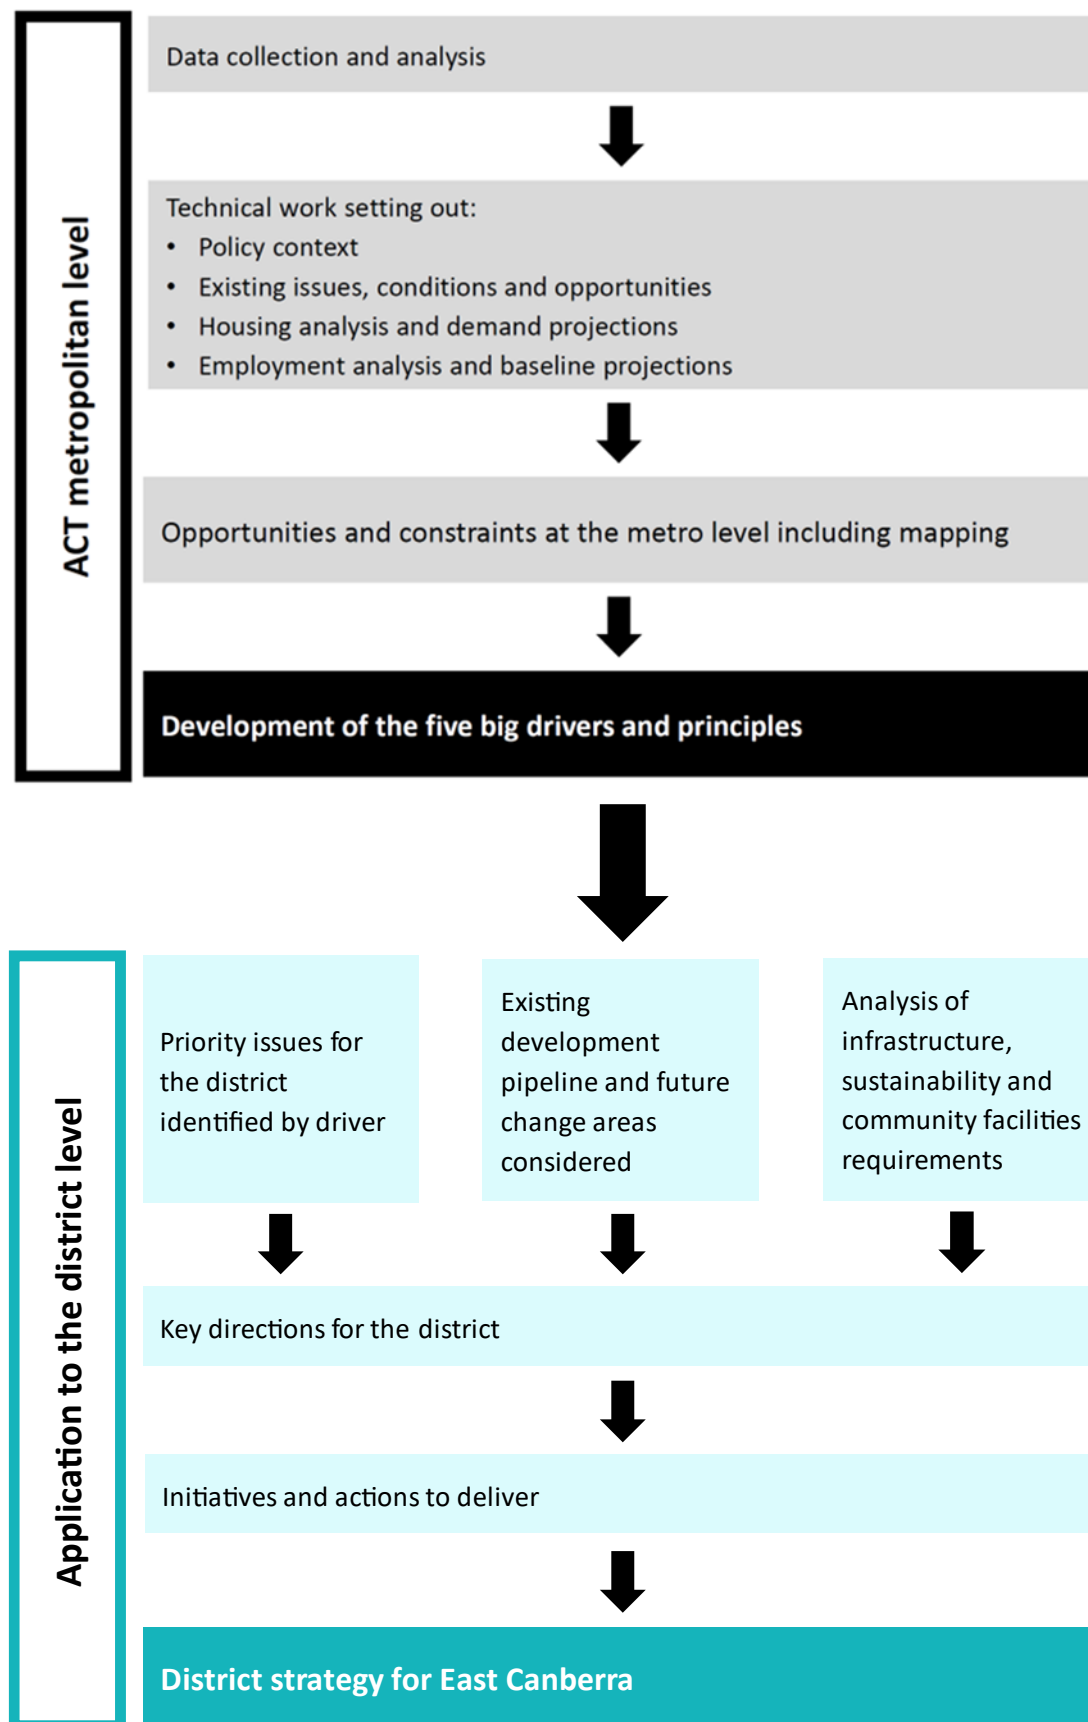 ACT metropolitan level
Data collection and analysis
Technical work setting out:
• Policy context
• Existing issues, conditions and opportunities
• Housing analysis and demand projections
• Employment analysis and baseline projections
Opportunities and constraints at the metro level including mapping
Development of the five big drivers and principles
Application to the district level
Priority issues for
the district
identified by driver
Existing
development
pipeline and future
change areas
considered
Analysis of
infrastructure,
sustainability and
community facilities
requirements
Key directions for the district
Initiatives and actions to deliver
District strategy for East Canberra